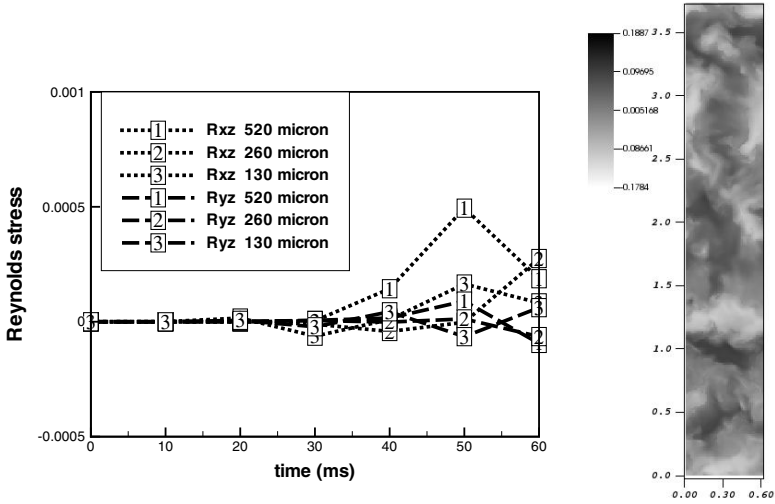 0.001
0.0005
0
-0.0005
Reynolds stress
1 Rxz 520 micron
2 Rxz 260 micron
3 Rxz 130 micron
1 Ryz 520 micron
2 Ryz 260 micron
3 Ryz 130 micron
0 10 20 30 40 50 60
time (ms)
0.1887
0.09695
0.005168
-0.08661
-0.1784
3.5
3.0
2.5
2.0
1.5
1.0
0.5
0.0
0.00 0.30 0.60